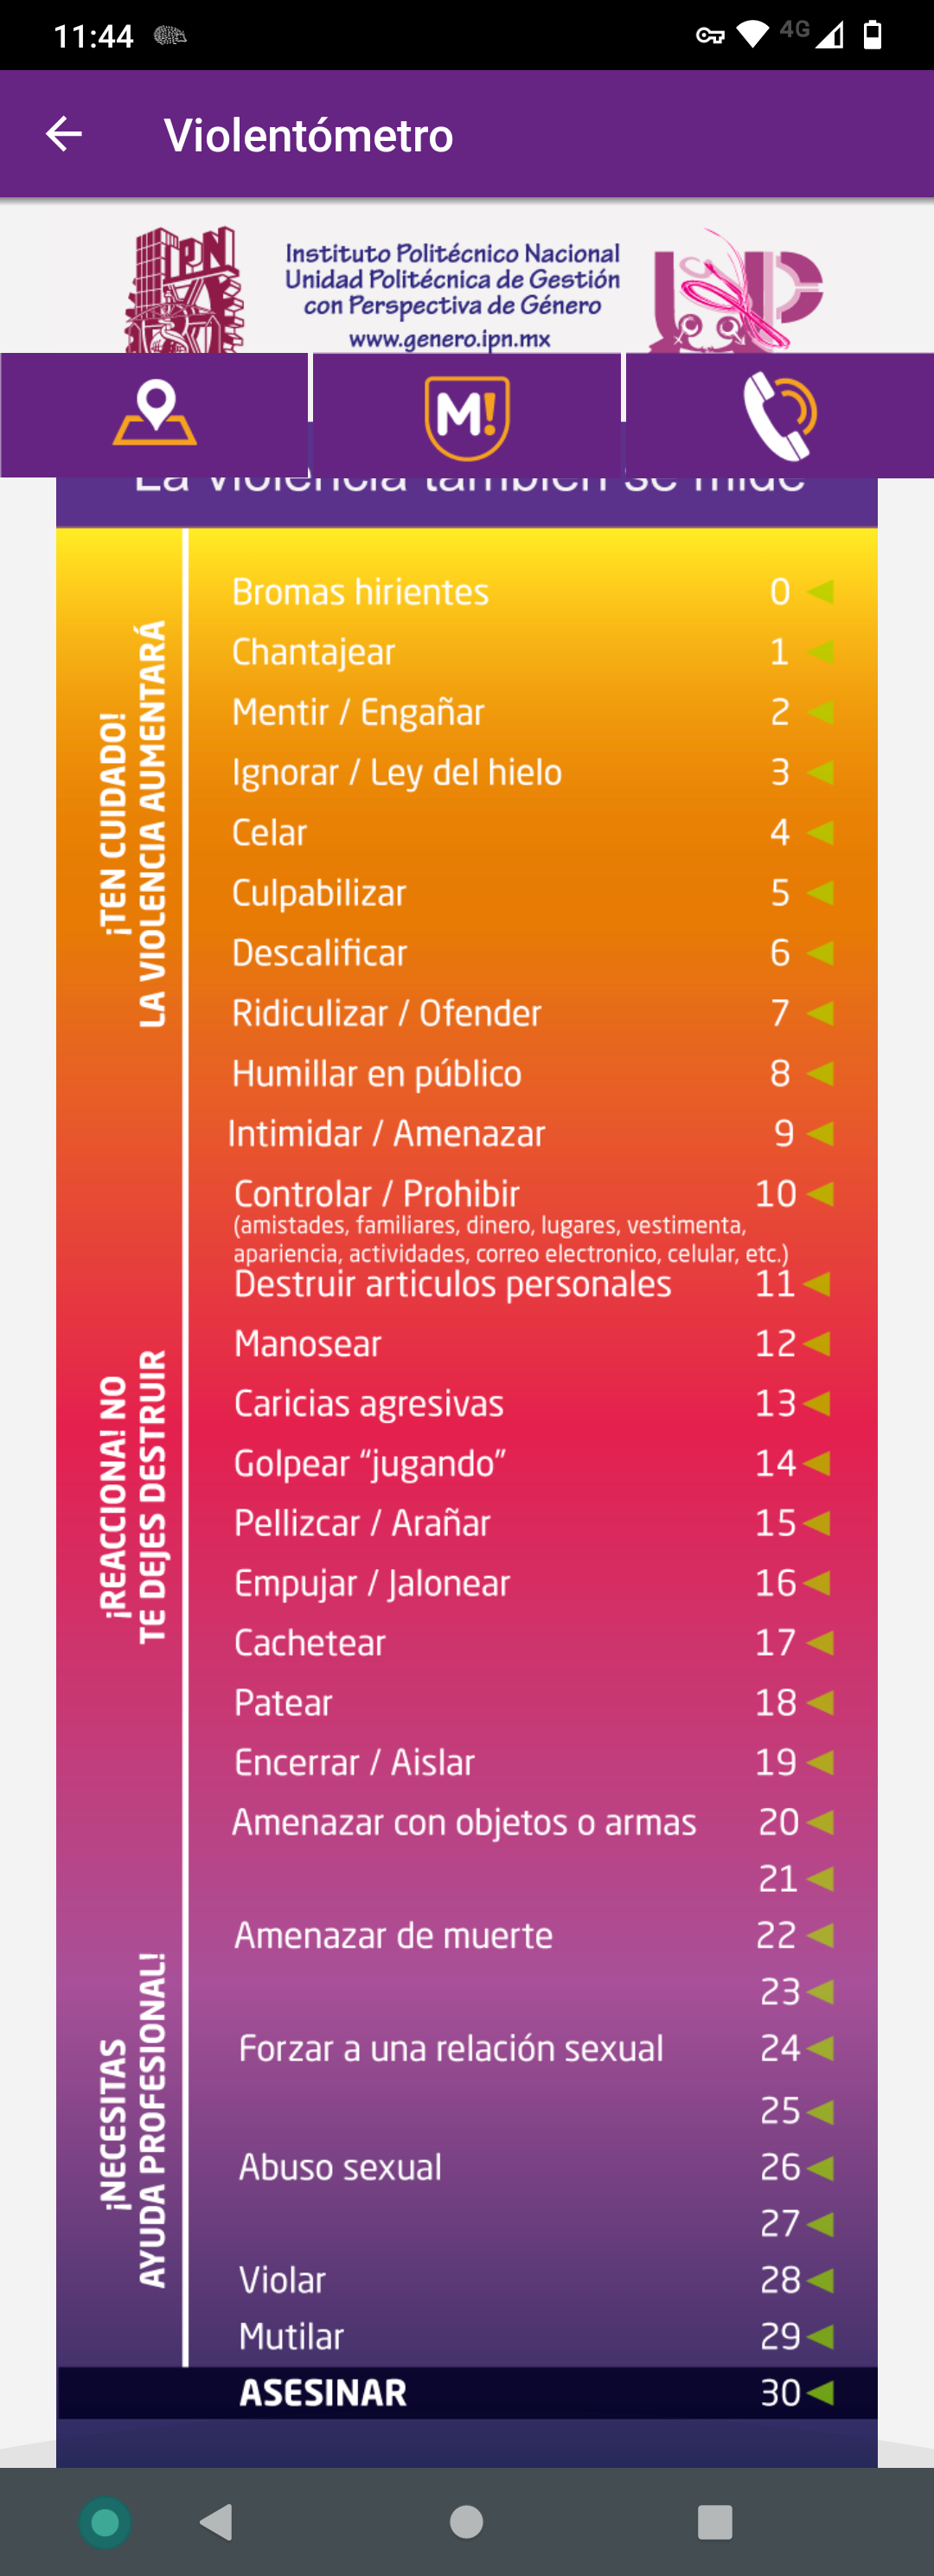 11:44
4G
Violentómetro
IPN
Instituto Politécnico Nacional
Unidad Politécnica de Gestión
con Perspectiva de Género
www.genero.ipn.mx
M!
La violencia también se mide
¡TEN CUIDADO!
LA VIOLENCIA AUMENTARÁ
Bromas hirientes 0
Chantajear 1
Mentir / Engañar 2
Ignorar / Ley del hielo 3
Celar 4
Culpabilizar 5
Descalificar 6
Ridiculizar / Ofender 7
Humillar en público 8
Intimidar / Amenazar 9
Controlar / Prohibir 10
(amistades, familiares, dinero, lugares, vestimenta,
apariencia, actividades, correo electronico, celular, etc.)
¡REACCIONA! NO
TE DEJES DESTRUIR
Destruir articulos personales 11
Manosear 12
Caricias agresivas 13
Golpear “jugando” 14
Pellizcar / Arañar 15
Empujar / Jalonear 16
Cachetear 17
Patear 18
Encerrar / Aislar 19
Amenazar con objetos o armas 20
21
¡NECESITAS
AYUDA PROFESIONAL!
Amenazar de muerte 22
23
Forzar a una relación sexual 24
25
Abuso sexual 26
27
Violar 28
Mutilar 29
ASESINAR 30